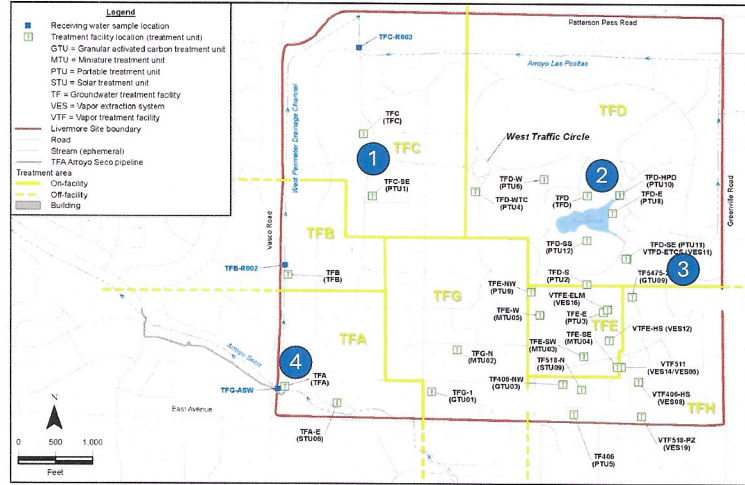 Legend
Receiving water sample location
Treatment facility location (treatment unit)
GTU = Granular activated carbon treatment unit
MTU = Miniature treatment unit
PTU = Portable treatment unit
STU = Solar treatment unit
TF = Groundwater treatment facility
VES = Vapor extraction system
VTF = Vapor treatment facility
Livermore Site boundary
Road
Stream (ephemeral)
TFA Arroyo Seco pipeline
Treatment area
On-facility
Off-facility
Building
Patterson Pass Road
TFC-R003
Arroyo Las Positas
West Perimeter Drainage Channel
TFC
(TFC)
TFC
1
TFC-SE
(PTU1)
TFD
West Traffic Circle
2
TFD-W
(PTU6)
TFD-WTC
(PTU4)
TFD
(TFD)
TFD-HPD
(PTU10)
TFD-E
(PTU8)
Greenville Road
Vasco Road
TFB
TFB-R002
TFB
(TFB)
TFD-SS
(PTU12)
TFD-SE (PTU11)
VTFD-ETCS (VES11)
3
TFD-S
(PTU2)
TF5475-
(GTU09)
TFG
TFE-NW
(PTU9)
VTFE-ELM
(VES16)
TFE-W
(MTU05)
TFE-E
(PTU3)
TFE
TFA
VTFE-HS (VES12)
TFE-SE
(MTU04)
TFE-SW
(MTU03)
TFG-N
(MTU02)
TF518-N
(STU09)
VTF511
Arroyo Seco
4
TFA
(TFA)
TFG-ASW
TF406-NW
(GTU03)
VTF406-HS
(VES08)
TFG-1
(GTU01)
TFH
East Avenue
TFA-E
(STU06)
TF406
(PTU5)
VTF518-PZ
(VES19)
N
0 500 1 000
Feet